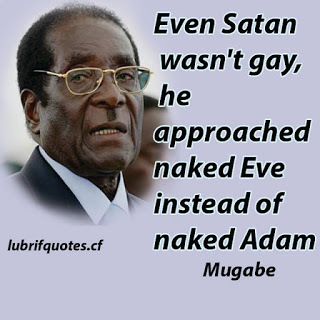 Even Satan
wasn't gay,
he
approached
naked Eve
instead of
naked Adam
Mugabe
lubrifquotes.cf